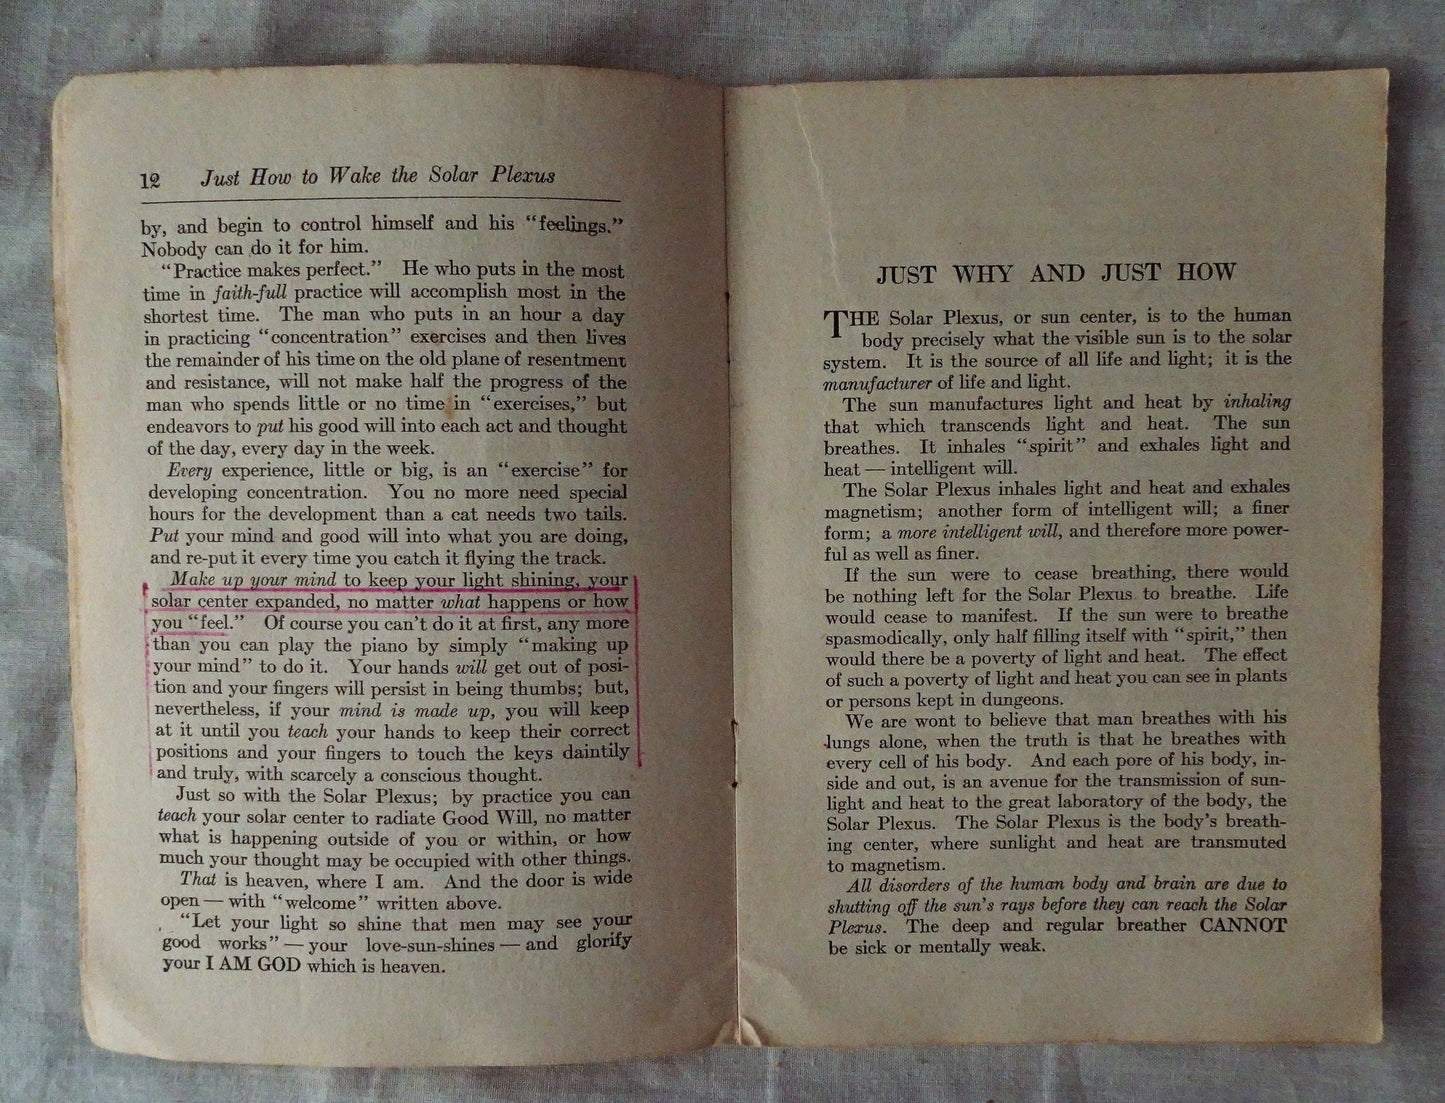 12 Just How to Wake the Solar Plexus
by, and begin to control himself and his “feelings.”
Nobody can do it for him.
“Practice makes perfect.” He who puts in the most
time in faith-full practice will accomplish most in the
shortest time. The man who puts in an hour a day
in practicing “concentration” exercises and then lives
the remainder of his time on the old plane of resentment
and resistance, will not make half the progress of the
man who spends little or no time in “exercises,” but
endeavors to put his good will into each act and thought
of the day, every day in the week.
Every experience, little or big, is an “exercise” for
developing concentration. You no more need special
hours for the development than a cat needs two tails.
Put your mind and good will into what you are doing,
and re-put it every time you catch it flying the track.
Make up your mind to keep your light shining, your
solar center expanded, no matter what happens or how
you “feel.” Of course you can’t do it at first, any more
than you can play the piano by simply “making up
your mind” to do it. Your hands will get out of posi-
tion and your fingers will persist in being thumbs; but,
nevertheless, if your mind is made up, you will keep
at it until you teach your hands to keep their correct
positions and your fingers to touch the keys daintily
and truly, with scarcely a conscious thought.
Just so with the Solar Plexus; by practice you can
teach your solar center to radiate Good Will, no matter
what is happening outside of you or within, or how
much your thought may be occupied with other things.
That is heaven, where I am. And the door is wide
open — with “welcome” written above.
“Let your light so shine that men may see your
good works” — your love-sun-shines — and glorify
your I AM GOD which is heaven.
JUST WHY AND JUST HOW
THE Solar Plexus, or sun center, is to the human
body precisely what the visible sun is to the solar
system. It is the source of all life and light; it is the
manufacturer of life and light.
The sun manufactures light and heat by inhaling
that which transcends light and heat. The sun
breathes. It inhales “spirit” and exhales light and
heat — intelligent will.
The Solar Plexus inhales light and heat and exhales
magnetism; another form of intelligent will; a finer
form; a more intelligent will, and therefore more power-
ful as well as finer.
If the sun were to cease breathing, there would
be nothing left for the Solar Plexus to breathe. Life
would cease to manifest. If the sun were to breathe
spasmodically, only half filling itself with “spirit,” then
would there be a poverty of light and heat. The effect
of such a poverty of light and heat you can see in plants
or persons kept in dungeons.
We are wont to believe that man breathes with his
lungs alone, when the truth is that he breathes with
every cell of his body. And each pore of his body, in-
side and out, is an avenue for the transmission of sun-
light and heat to the great laboratory of the body, the
Solar Plexus. The Solar Plexus is the body’s breath-
ing center, where sunlight and heat are transmuted
to magnetism.
All disorders of the human body and brain are due to
shutting off the sun’s rays before they can reach the Solar
Plexus. The deep and regular breather CANNOT
be sick or mentally weak.